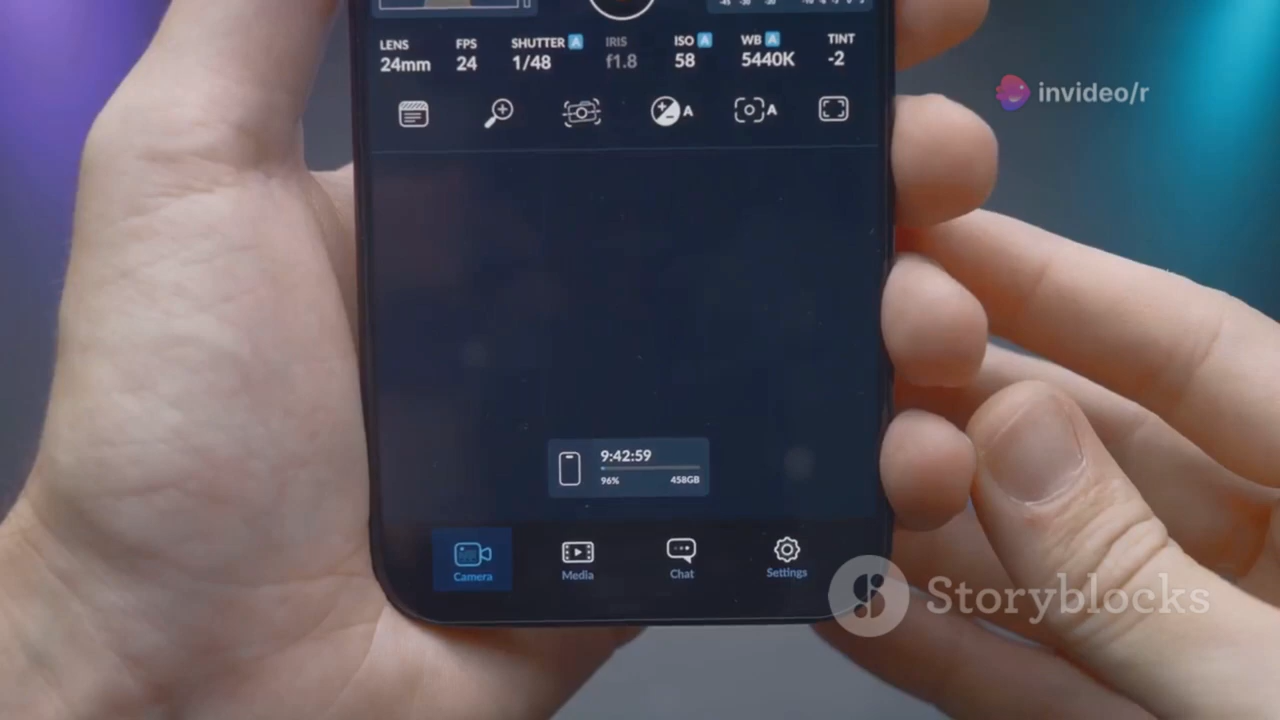 LENS FPS SHUTTER A IRIS ISO A WB A TINT
24mm 24 1/48 f1.8 58 5440K -2
A A
invideo/r
9:42:59
96% 458GB
Camera Media Chat Settings
Storyblocks